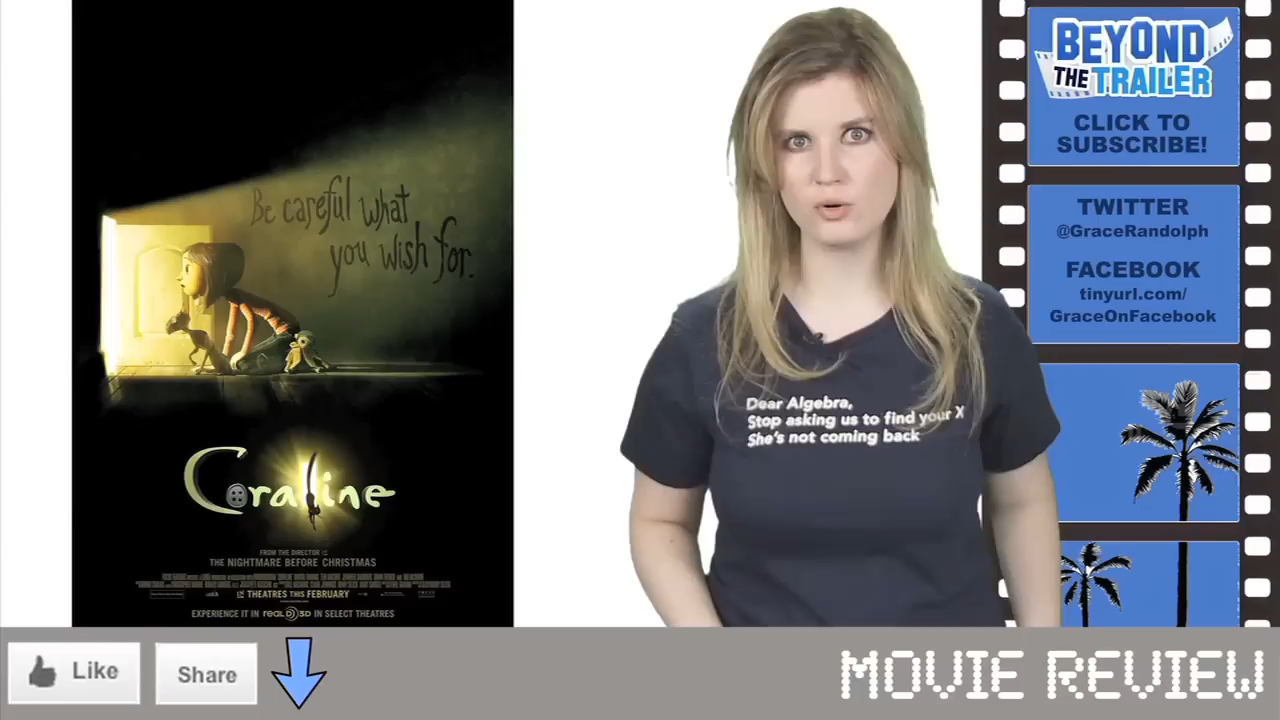 Be careful what
you wish for.
Coraline
FROM THE DIRECTOR OF
THE NIGHTMARE BEFORE CHRISTMAS
IN THEATRES THIS FEBRUARY
EXPERIENCE IT IN REAL D 3D IN SELECT THEATRES
Dear Algebra,
Stop asking us to find your X
She's not coming back
BEYOND
THE TRAILER
CLICK TO
SUBSCRIBE!
TWITTER
@GraceRandolph
FACEBOOK
tinyurl.com/
GraceOnFacebook
Like
Share
MOVIE REVIEW